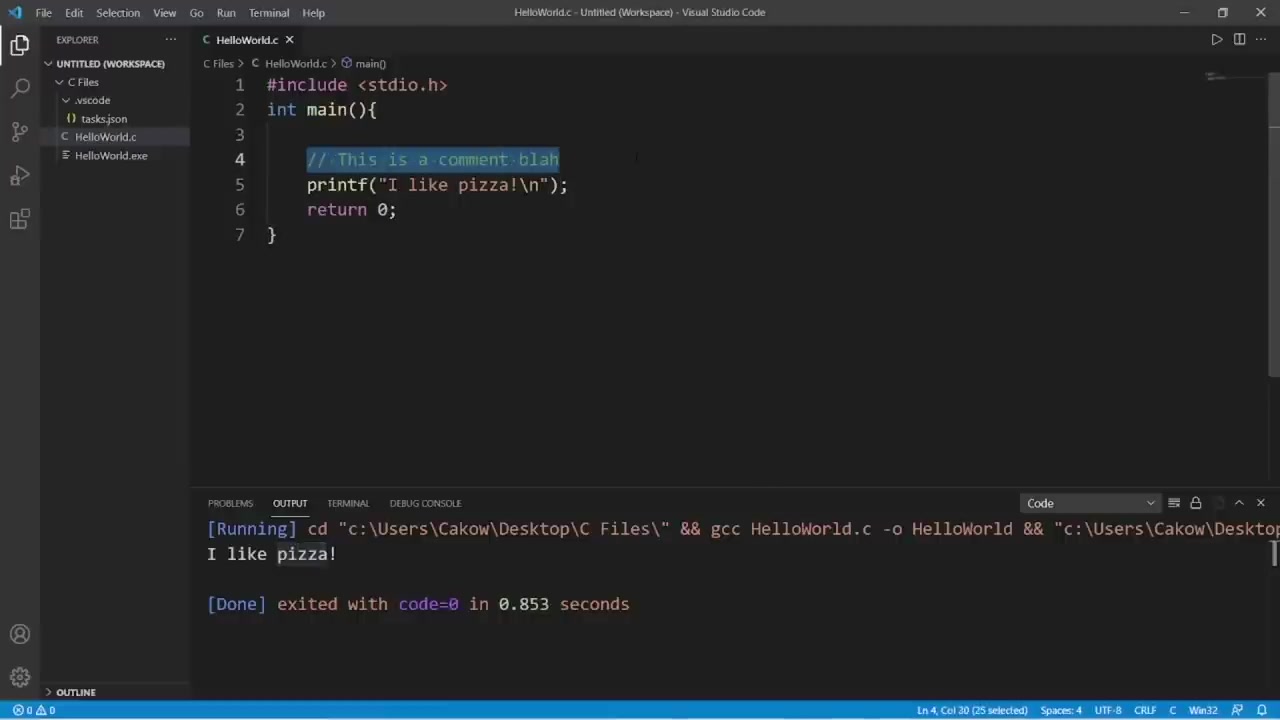 File Edit Selection View Go Run Terminal Help HelloWorld.c - Untitled (Workspace) - Visual Studio Code
EXPLORER
UNTITLED (WORKSPACE)
C Files
.vscode
{} tasks.json
C HelloWorld.c
HelloWorld.exe
OUTLINE
C HelloWorld.c
C Files > C HelloWorld.c > main()
1 #include <stdio.h>
2 int main(){
3
4 // This is a comment blah
5 printf("I like pizza!\n");
6 return 0;
7 }
PROBLEMS OUTPUT TERMINAL DEBUG CONSOLE Code
[Running] cd "c:\Users\Cakow\Desktop\C Files\" && gcc HelloWorld.c -o HelloWorld && "c:\Users\Cakow\Desktop
I like pizza!
[Done] exited with code=0 in 0.853 seconds
0 0 Ln 4, Col 30 (25 selected) Spaces: 4 UTF-8 CRLF C Win32